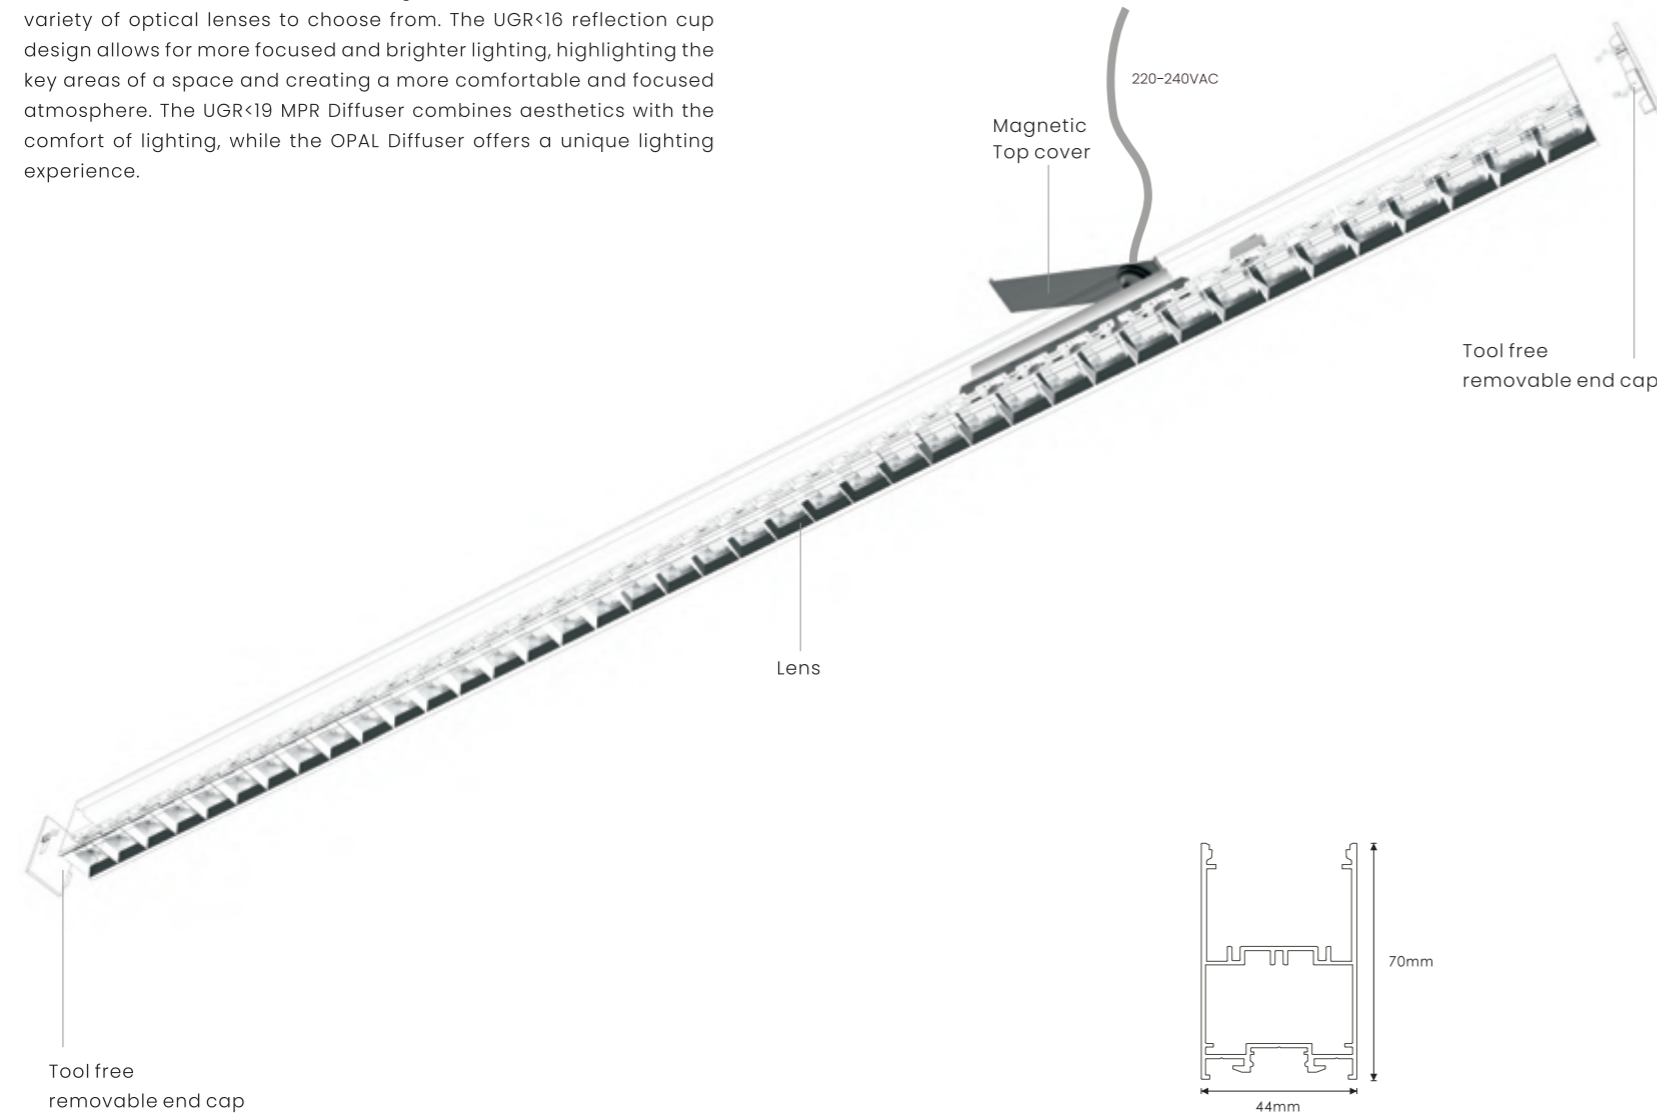 variety of optical lenses to choose from. The UGR<16 reflection cup
design allows for more focused and brighter lighting, highlighting the
key areas of a space and creating a more comfortable and focused
atmosphere. The UGR<19 MPR Diffuser combines aesthetics with the
comfort of lighting, while the OPAL Diffuser offers a unique lighting
experience.
220-240VAC
Magnetic
Top cover
Tool free
removable end cap
Lens
70mm
44mm
Tool free
removable end cap